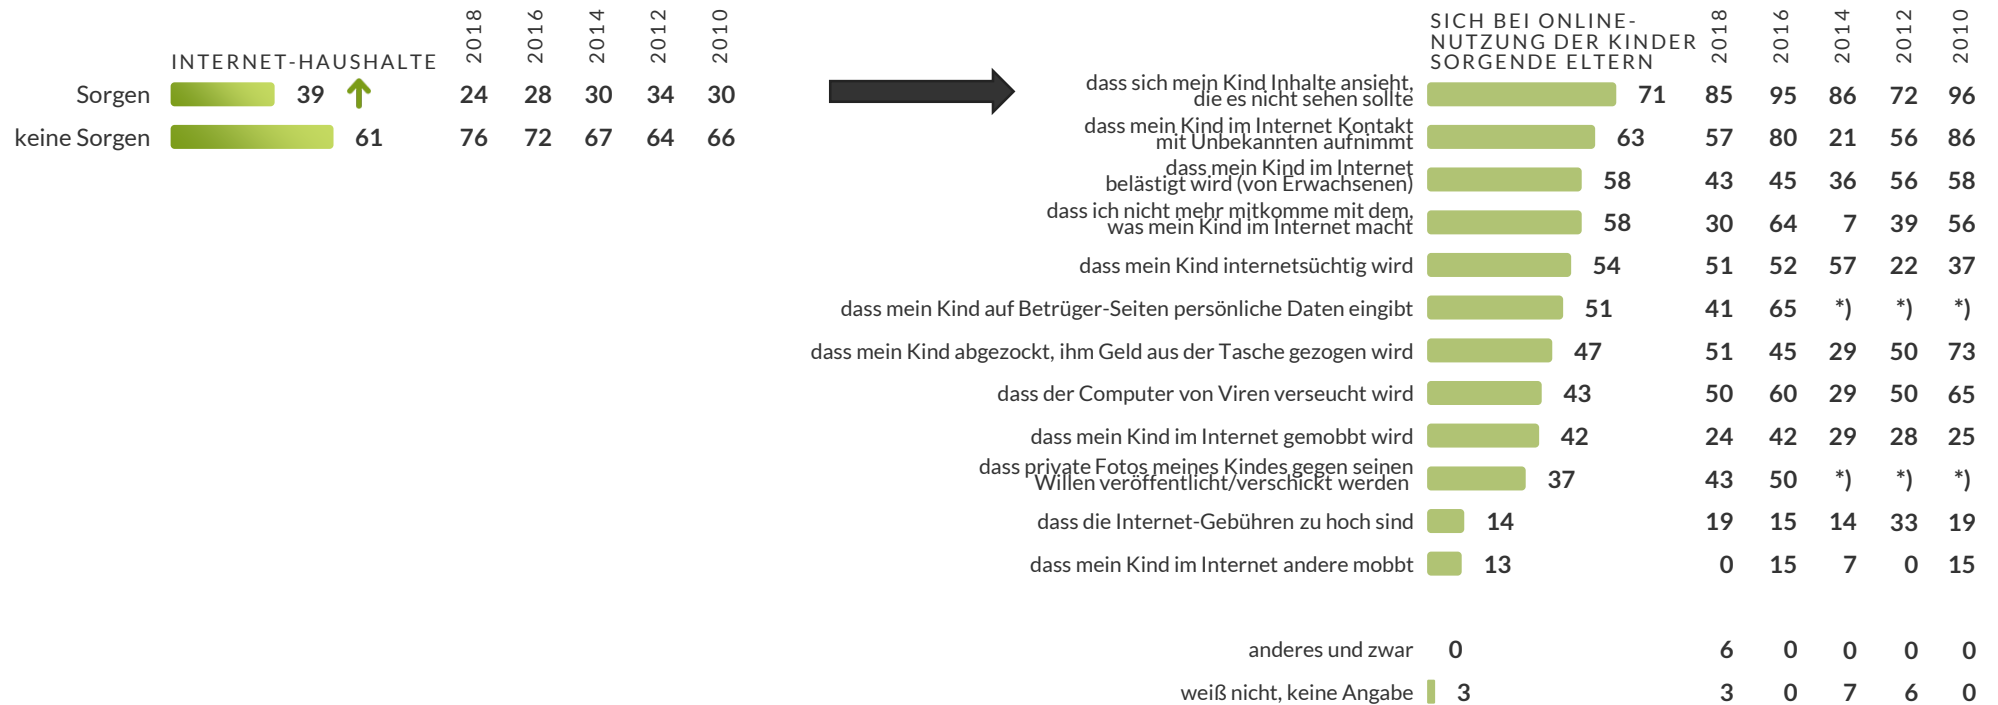 INTERNET-HAUSHALTE 2018 2016 2014 2012 2010
Sorgen 39 24 28 30 34 30
keine Sorgen 61 76 72 67 64 66
SICH BEI ONLINE-
NUTZUNG DER KINDER
SORGENDE ELTERN 2018 2016 2014 2012 2010
dass sich mein Kind Inhalte ansieht,
die es nicht sehen sollte 71 85 95 86 72 96
dass mein Kind im Internet Kontakt
mit Unbekannten aufnimmt 63 57 80 21 56 86
dass mein Kind im Internet
belästigt wird (von Erwachsenen) 58 43 45 36 56 58
dass ich nicht mehr mitkomme mit dem,
was mein Kind im Internet macht 58 30 64 7 39 56
dass mein Kind internetsüchtig wird 54 51 52 57 22 37
dass mein Kind auf Betrüger-Seiten persönliche Daten eingibt 51 41 65 *) *) *)
dass mein Kind abgezockt, ihm Geld aus der Tasche gezogen wird 47 51 45 29 50 73
dass der Computer von Viren verseucht wird 43 50 60 29 50 65
dass mein Kind im Internet gemobbt wird 42 24 42 29 28 25
dass private Fotos meines Kindes gegen seinen
Willen veröffentlicht/verschickt werden 37 43 50 *) *) *)
dass die Internet-Gebühren zu hoch sind 14 19 15 14 33 19
dass mein Kind im Internet andere mobbt 13 0 15 7 0 15
anderes und zwar 0 6 0 0 0 0
weiß nicht, keine Angabe 3 3 0 7 6 0